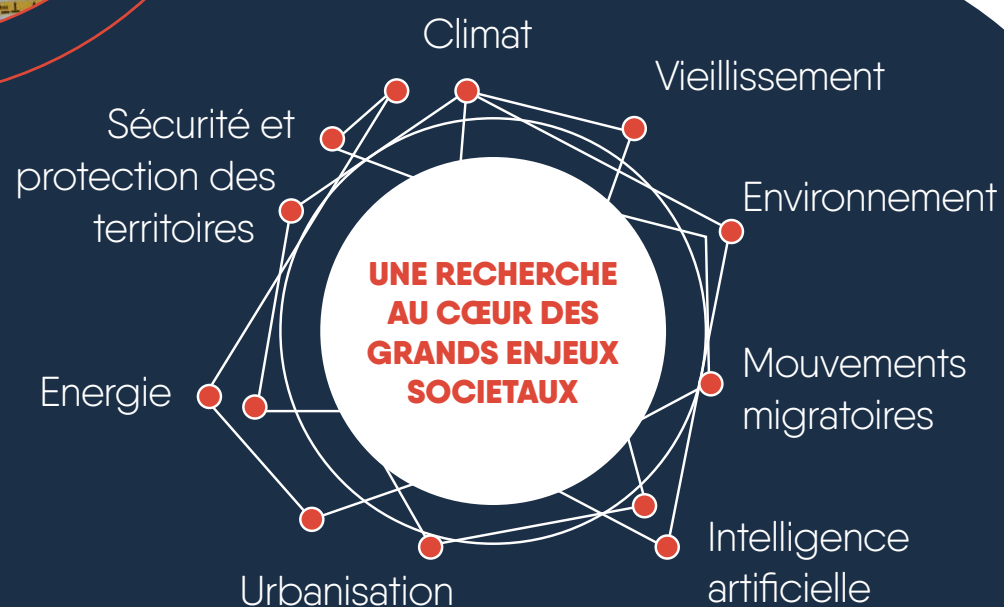 Climat
Vieillissement
Sécurité et
protection des
territoires
Environnement
UNE RECHERCHE
AU CŒUR DES
GRANDS ENJEUX
SOCIETAUX
Energie
Mouvements
migratoires
Intelligence
artificielle
Urbanisation